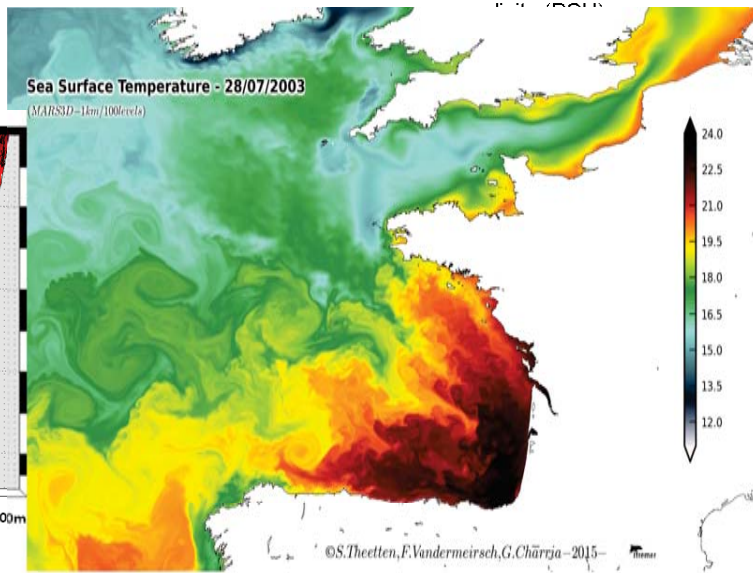 Sea Surface Temperature - 28/07/2003
(MARS3D-1km/100levels)
24.0
22.5
21.0
19.5
18.0
16.5
15.0
13.5
12.0
00m
©S.Theetten,F.Vandermeirsch,G.Charria-2015-